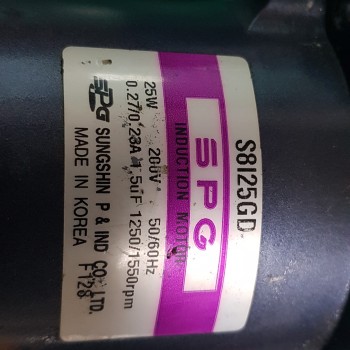 S8I25GD
SPG
INDUCTION MOTOR
25W 200V 50/60Hz
0.27/0.23A 1.5uF 1250/1550rpm
SPG SUNGSHIN P & IND CO. LTD.
MADE IN KOREA F128